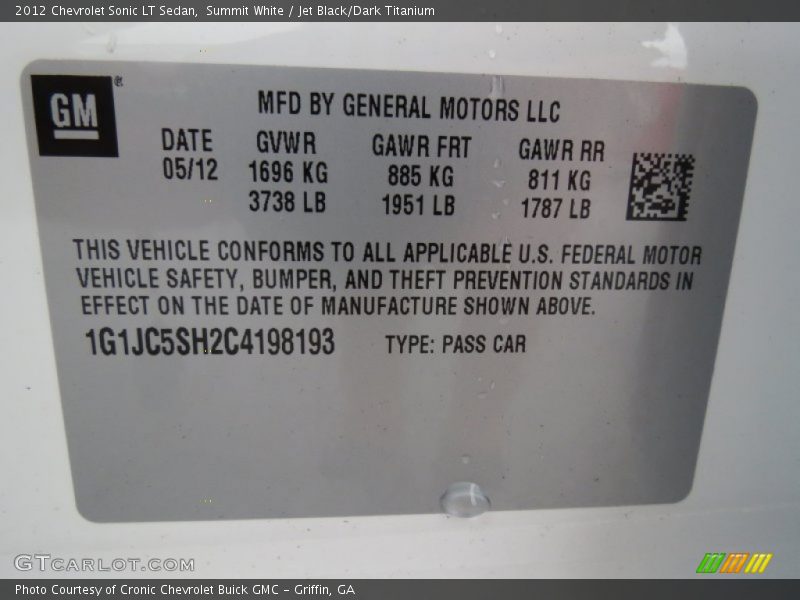 2012 Chevrolet Sonic LT Sedan, Summit White / Jet Black/Dark Titanium
GM®
MFD BY GENERAL MOTORS LLC
DATE GVWR GAWR FRT GAWR RR
05/12 1696 KG 885 KG 811 KG
3738 LB 1951 LB 1787 LB
THIS VEHICLE CONFORMS TO ALL APPLICABLE U.S. FEDERAL MOTOR
VEHICLE SAFETY, BUMPER, AND THEFT PREVENTION STANDARDS IN
EFFECT ON THE DATE OF MANUFACTURE SHOWN ABOVE.
1G1JC5SH2C4198193 TYPE: PASS CAR
GTCARLOT.COM
Photo Courtesy of Cronic Chevrolet Buick GMC – Griffin, GA